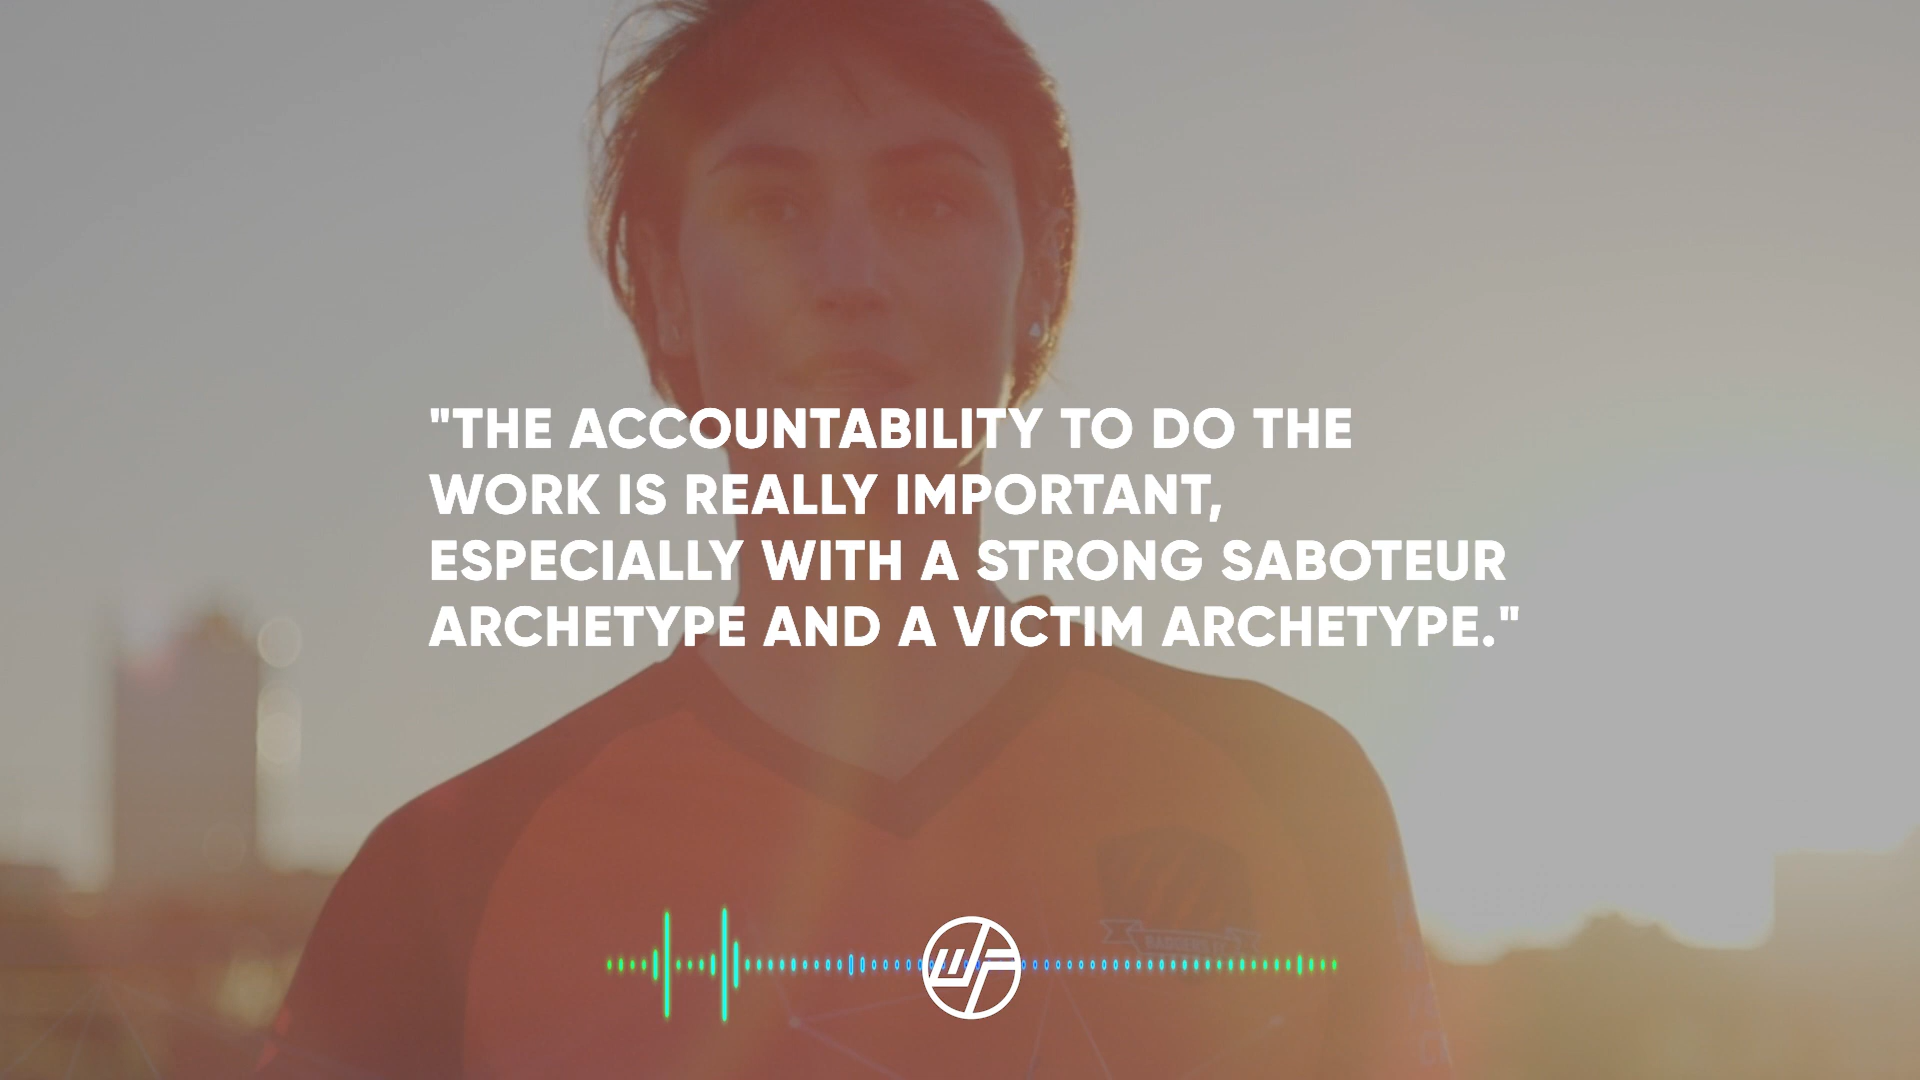 "THE ACCOUNTABILITY TO DO THE
WORK IS REALLY IMPORTANT,
ESPECIALLY WITH A STRONG SABOTEUR
ARCHETYPE AND A VICTIM ARCHETYPE."